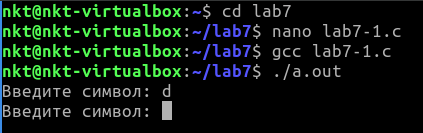 nkt@nkt-virtualbox:~$ cd lab7
nkt@nkt-virtualbox:~/lab7$ nano lab7-1.c
nkt@nkt-virtualbox:~/lab7$ gcc lab7-1.c
nkt@nkt-virtualbox:~/lab7$ ./a.out
Введите символ: d
Введите символ: